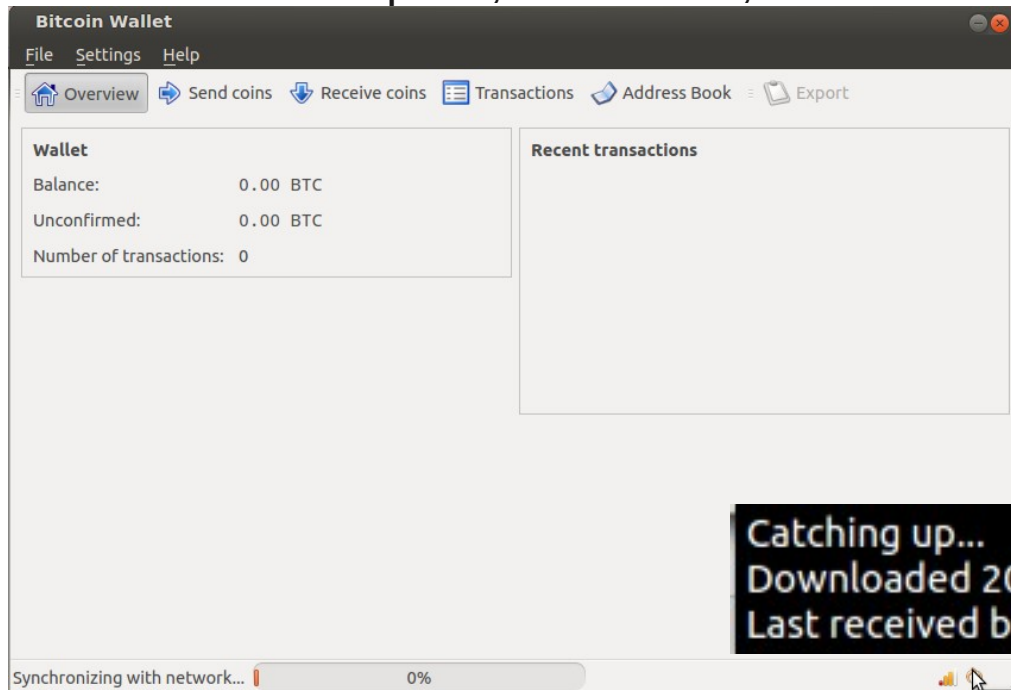 Bitcoin Wallet
File Settings Help
Overview Send coins Receive coins Transactions Address Book Export
Wallet
Balance: 0.00 BTC
Unconfirmed: 0.00 BTC
Number of transactions: 0
Recent transactions
Catching up...
Downloaded 20
Last received b
Synchronizing with network... 0%